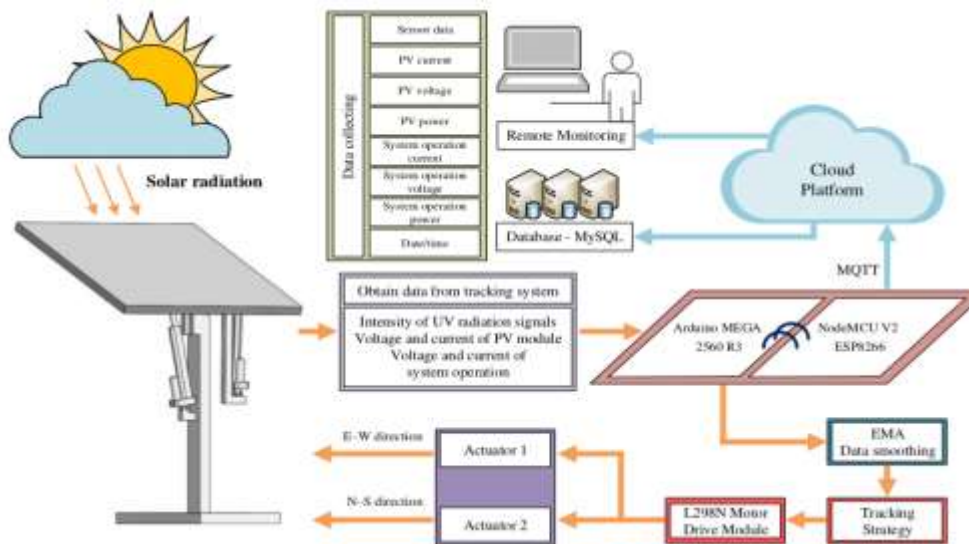 Solar radiation
Data collecting
Sensor data
PV current
PV voltage
PV power
System operation
current
System operation
voltage
System operation
power
Date/time
Remote Monitoring
Database - MySQL
Cloud
Platform
MQTT
Obtain data from tracking system
Intensity of UV radiation signals
Voltage and current of PV module
Voltage and current of
system operation
Arduino MEGA
2560 R3
NodeMCU V2
ESP8266
EMA
Data smoothing
Tracking
Strategy
L298N Motor
Drive Module
E–W direction
Actuator 1
N–S direction
Actuator 2